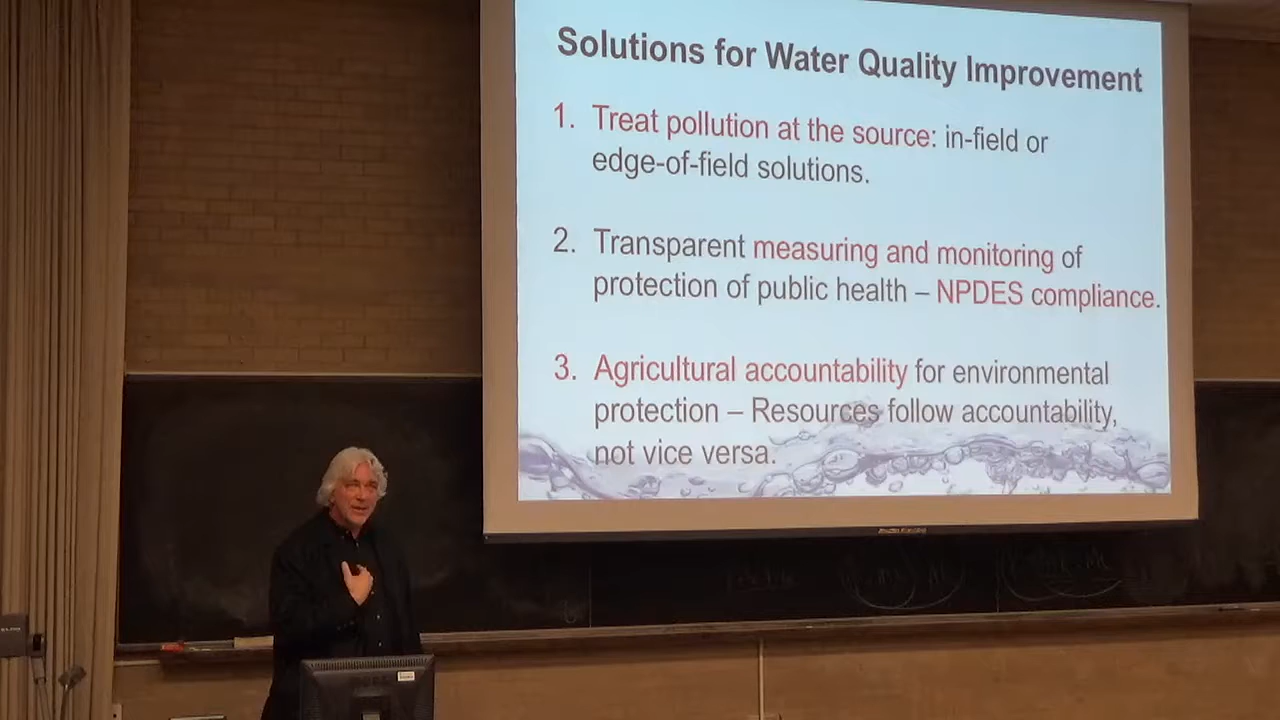 Solutions for Water Quality Improvement
1. Treat pollution at the source: in-field or
edge-of-field solutions.
2. Transparent measuring and monitoring of
protection of public health – NPDES compliance.
3. Agricultural accountability for environmental
protection – Resources follow accountability,
not vice versa.